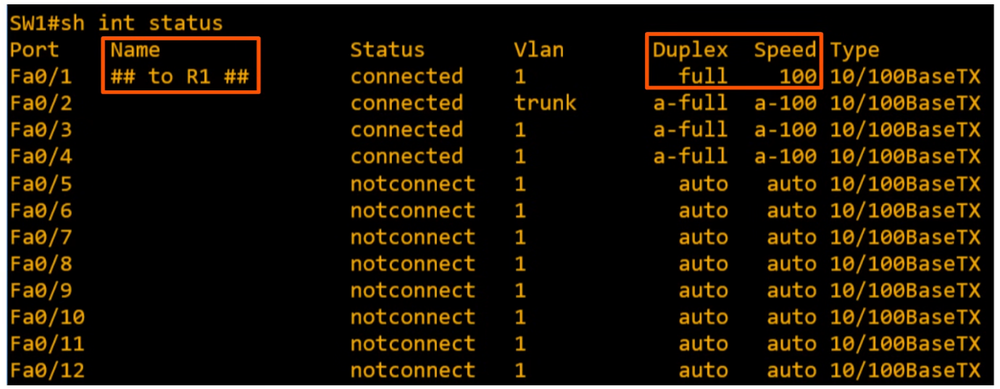 SW1#sh int status
Port Name Status Vlan Duplex Speed Type
Fa0/1 ## to R1 ## connected 1 full 100 10/100BaseTX
Fa0/2 connected trunk a-full a-100 10/100BaseTX
Fa0/3 connected 1 a-full a-100 10/100BaseTX
Fa0/4 connected 1 a-full a-100 10/100BaseTX
Fa0/5 notconnect 1 auto auto 10/100BaseTX
Fa0/6 notconnect 1 auto auto 10/100BaseTX
Fa0/7 notconnect 1 auto auto 10/100BaseTX
Fa0/8 notconnect 1 auto auto 10/100BaseTX
Fa0/9 notconnect 1 auto auto 10/100BaseTX
Fa0/10 notconnect 1 auto auto 10/100BaseTX
Fa0/11 notconnect 1 auto auto 10/100BaseTX
Fa0/12 notconnect 1 auto auto 10/100BaseTX